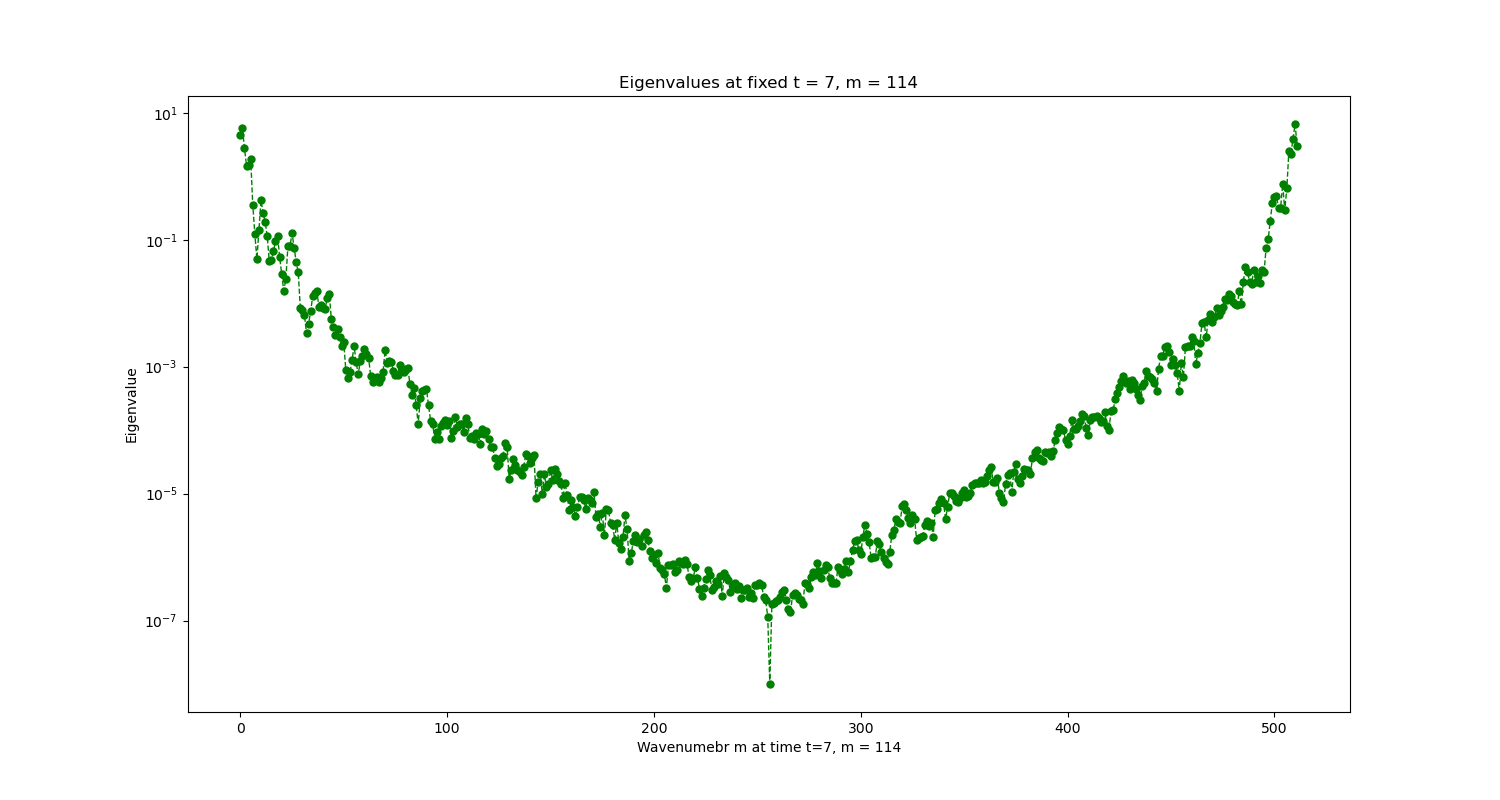 Eigenvalues at fixed t = 7, m = 114
10^1
10^-1
10^-3
10^-5
10^-7
Eigenvalue
0 100 200 300 400 500
Wavenumebr m at time t=7, m = 114